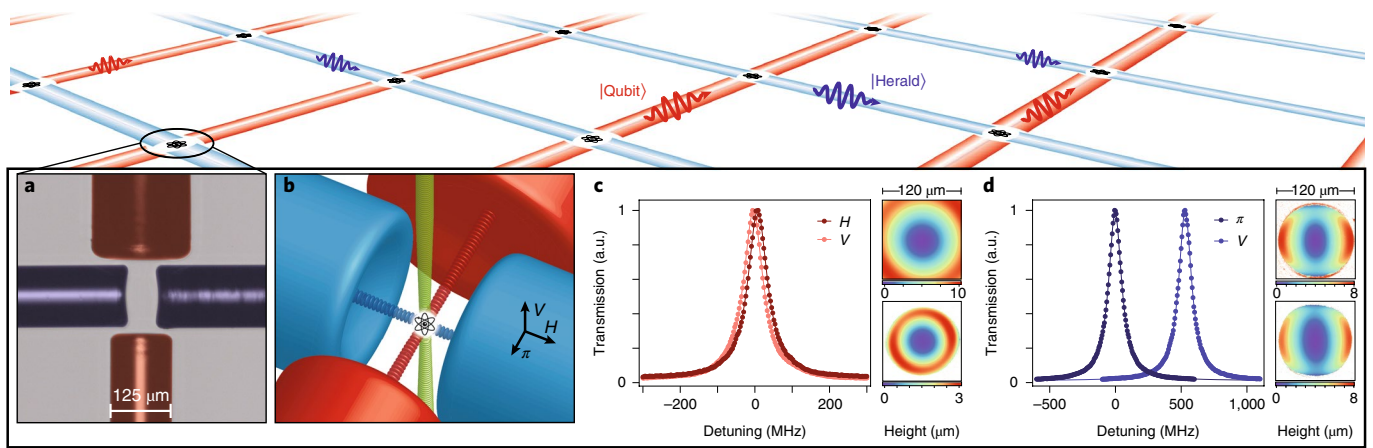 |Qubit⟩
|Herald⟩
a
125 μm
b
V
H
π
c
Transmission (a.u.)
1
0
H
V
−200
0
200
Detuning (MHz)
120 μm
0
10
0
3
Height (μm)
d
Transmission (a.u.)
1
0
π
V
−500
0
500
1,000
Detuning (MHz)
120 μm
0
8
0
8
Height (μm)